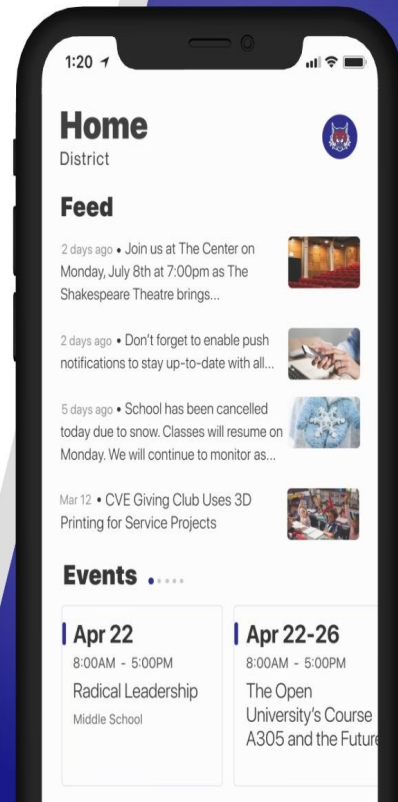 1:20
Home
District
Feed
2 days ago • Join us at The Center on
Monday, July 8th at 7:00pm as The
Shakespeare Theatre brings...
2 days ago • Don't forget to enable push
notifications to stay up-to-date with all...
5 days ago • School has been cancelled
today due to snow. Classes will resume on
Monday. We will continue to monitor as...
Mar 12 • CVE Giving Club Uses 3D
Printing for Service Projects
Events
Apr 22
8:00AM - 5:00PM
Radical Leadership
Middle School
Apr 22-26
8:00AM - 5:00PM
The Open
University's Course
A305 and the Future